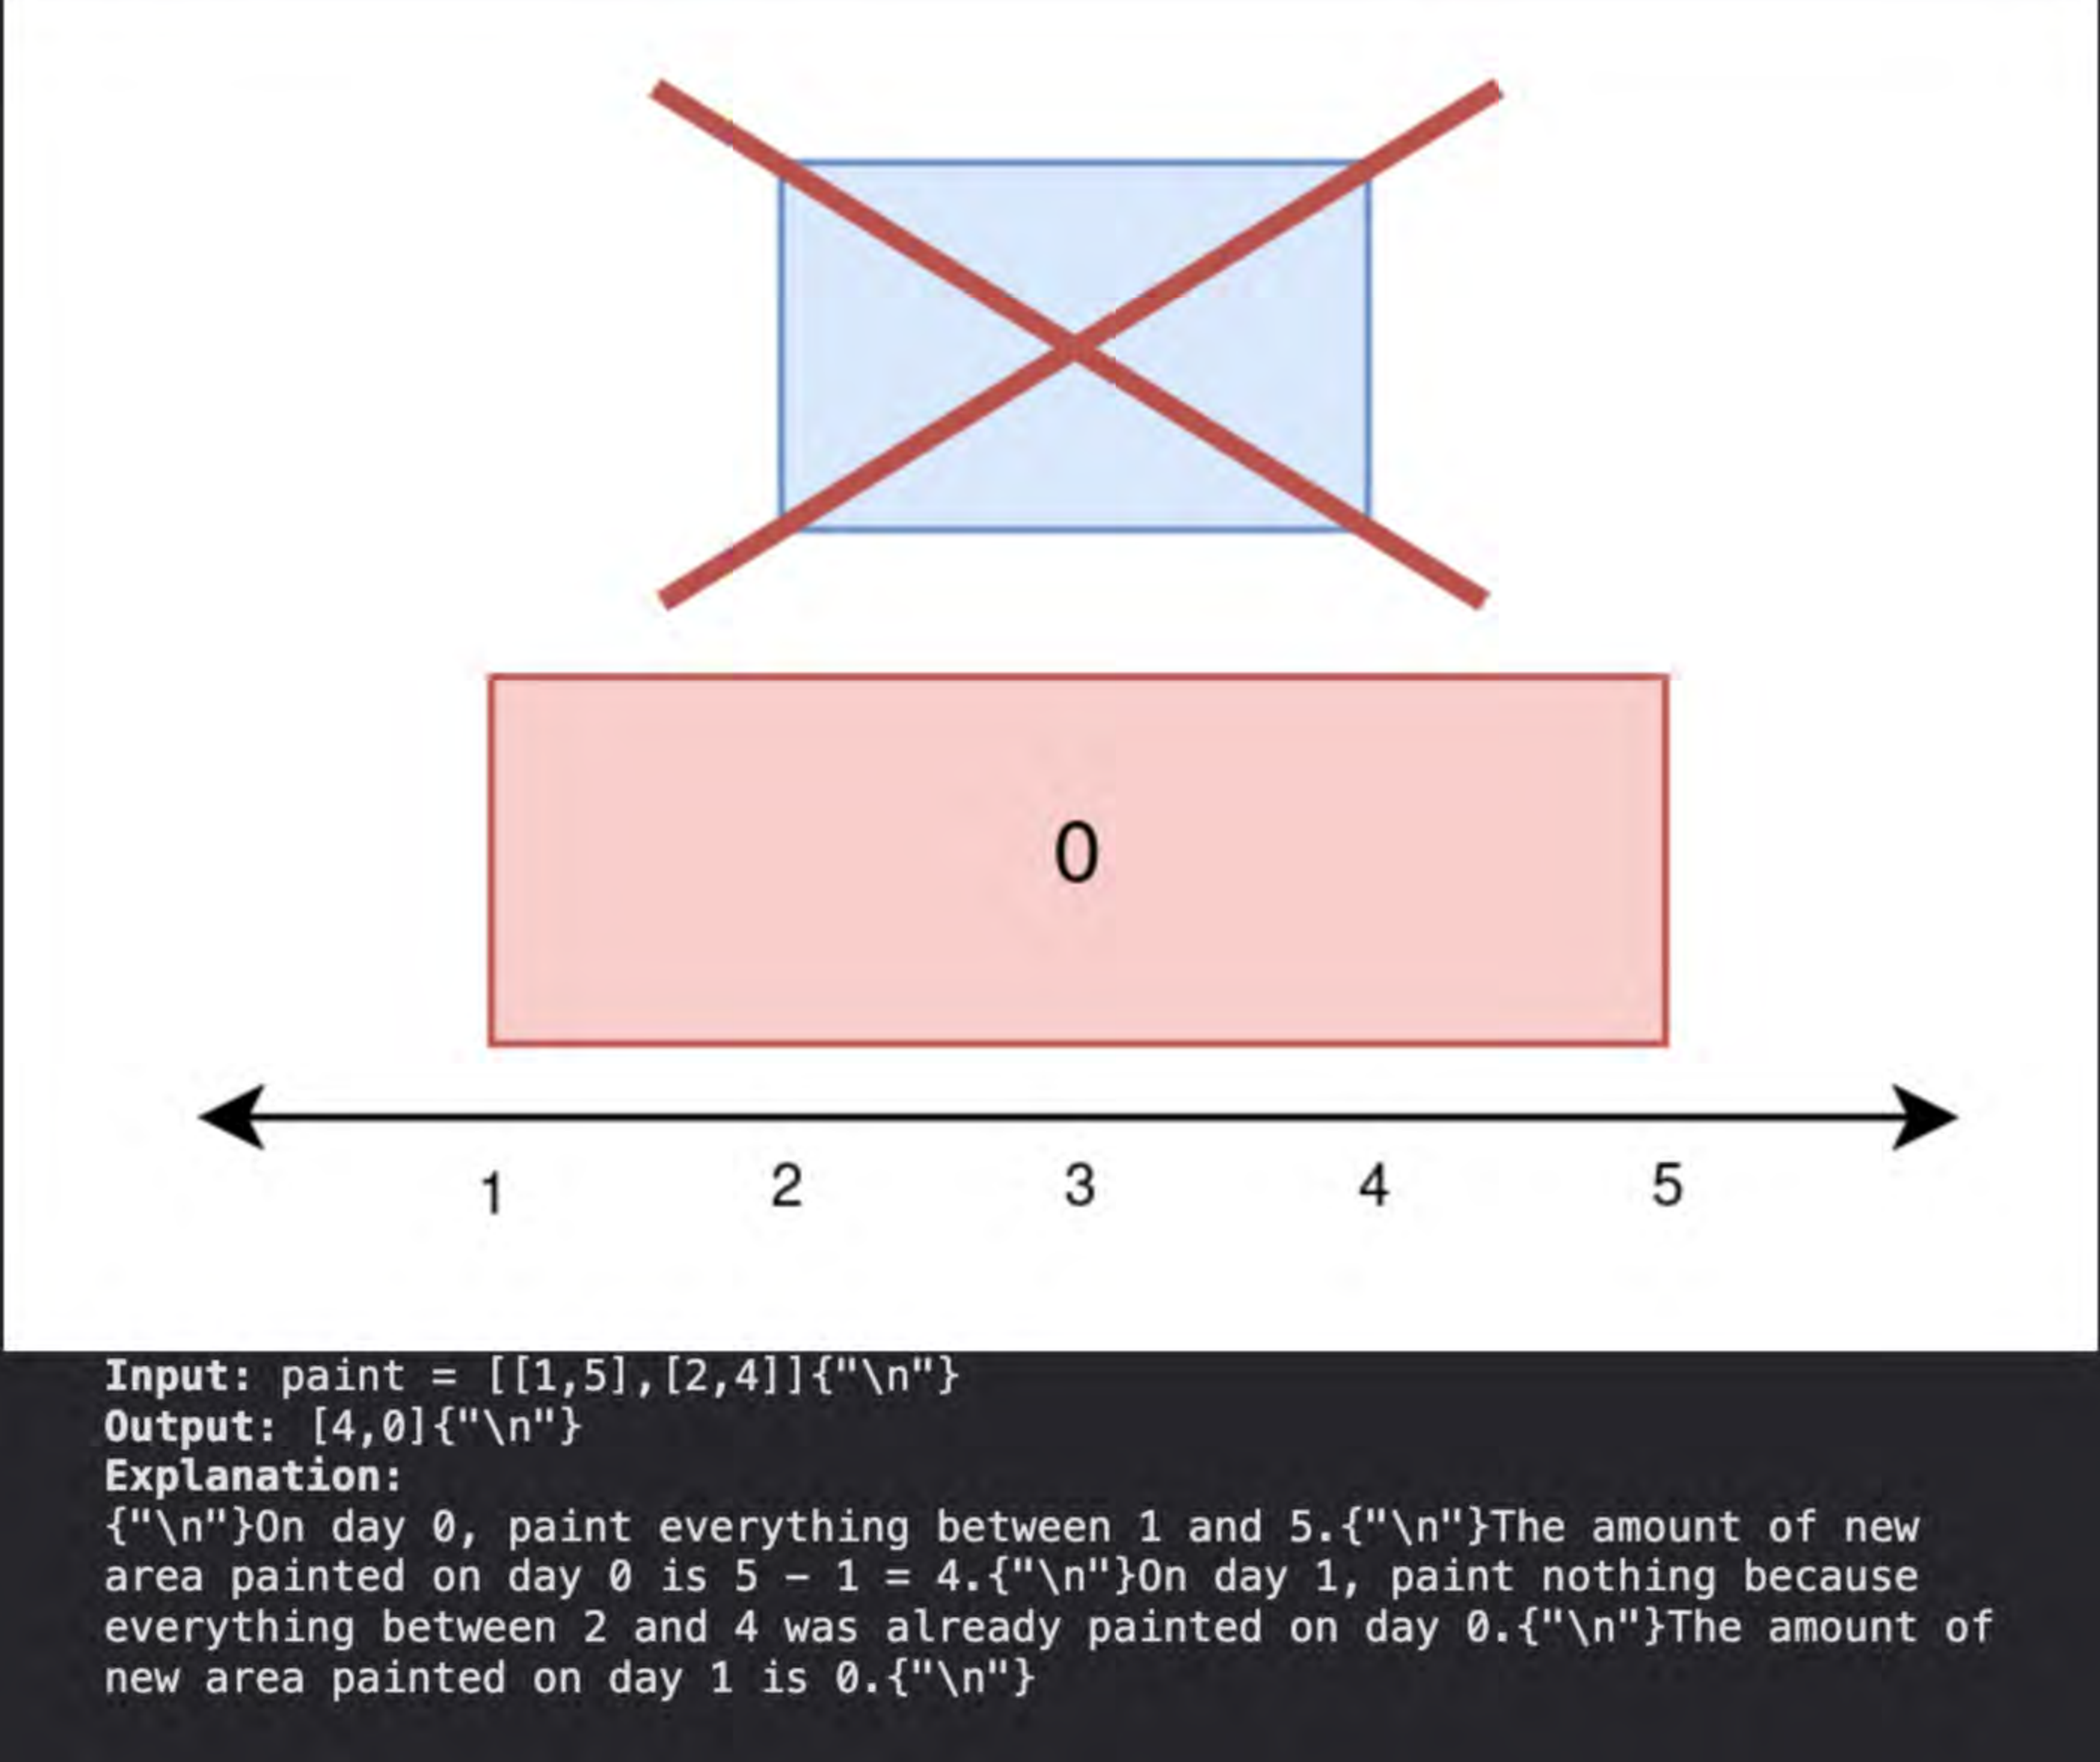 0
1 2 3 4 5
Input: paint = [[1,5],[2,4]]{"\n"}
Output: [4,0]{"\n"}
Explanation:
{"\n"}On day 0, paint everything between 1 and 5.{"\n"}The amount of new
area painted on day 0 is 5 − 1 = 4.{"\n"}On day 1, paint nothing because
everything between 2 and 4 was already painted on day 0.{"\n"}The amount of
new area painted on day 1 is 0.{"\n"}